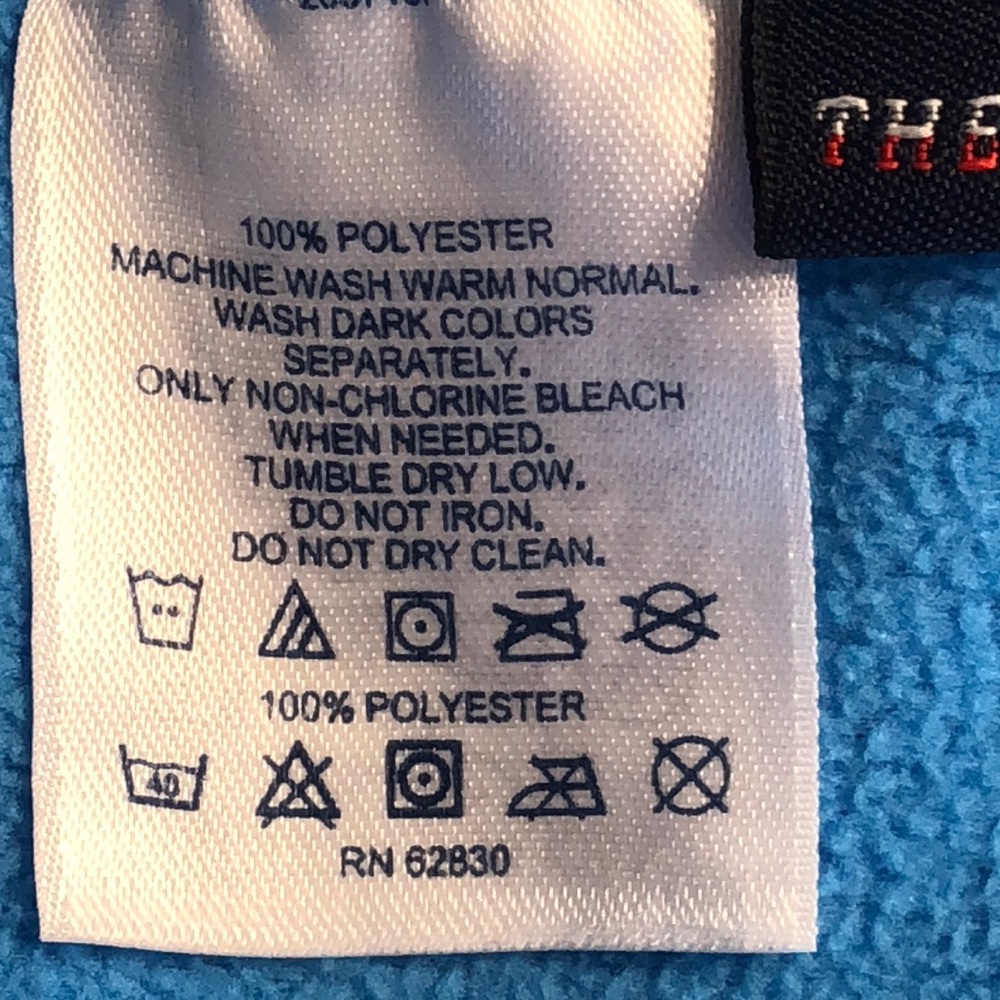 100% POLYESTER
MACHINE WASH WARM NORMAL.
WASH DARK COLORS
SEPARATELY.
ONLY NON-CHLORINE BLEACH
WHEN NEEDED.
TUMBLE DRY LOW.
DO NOT IRON.
DO NOT DRY CLEAN.
100% POLYESTER
40
RN 62830